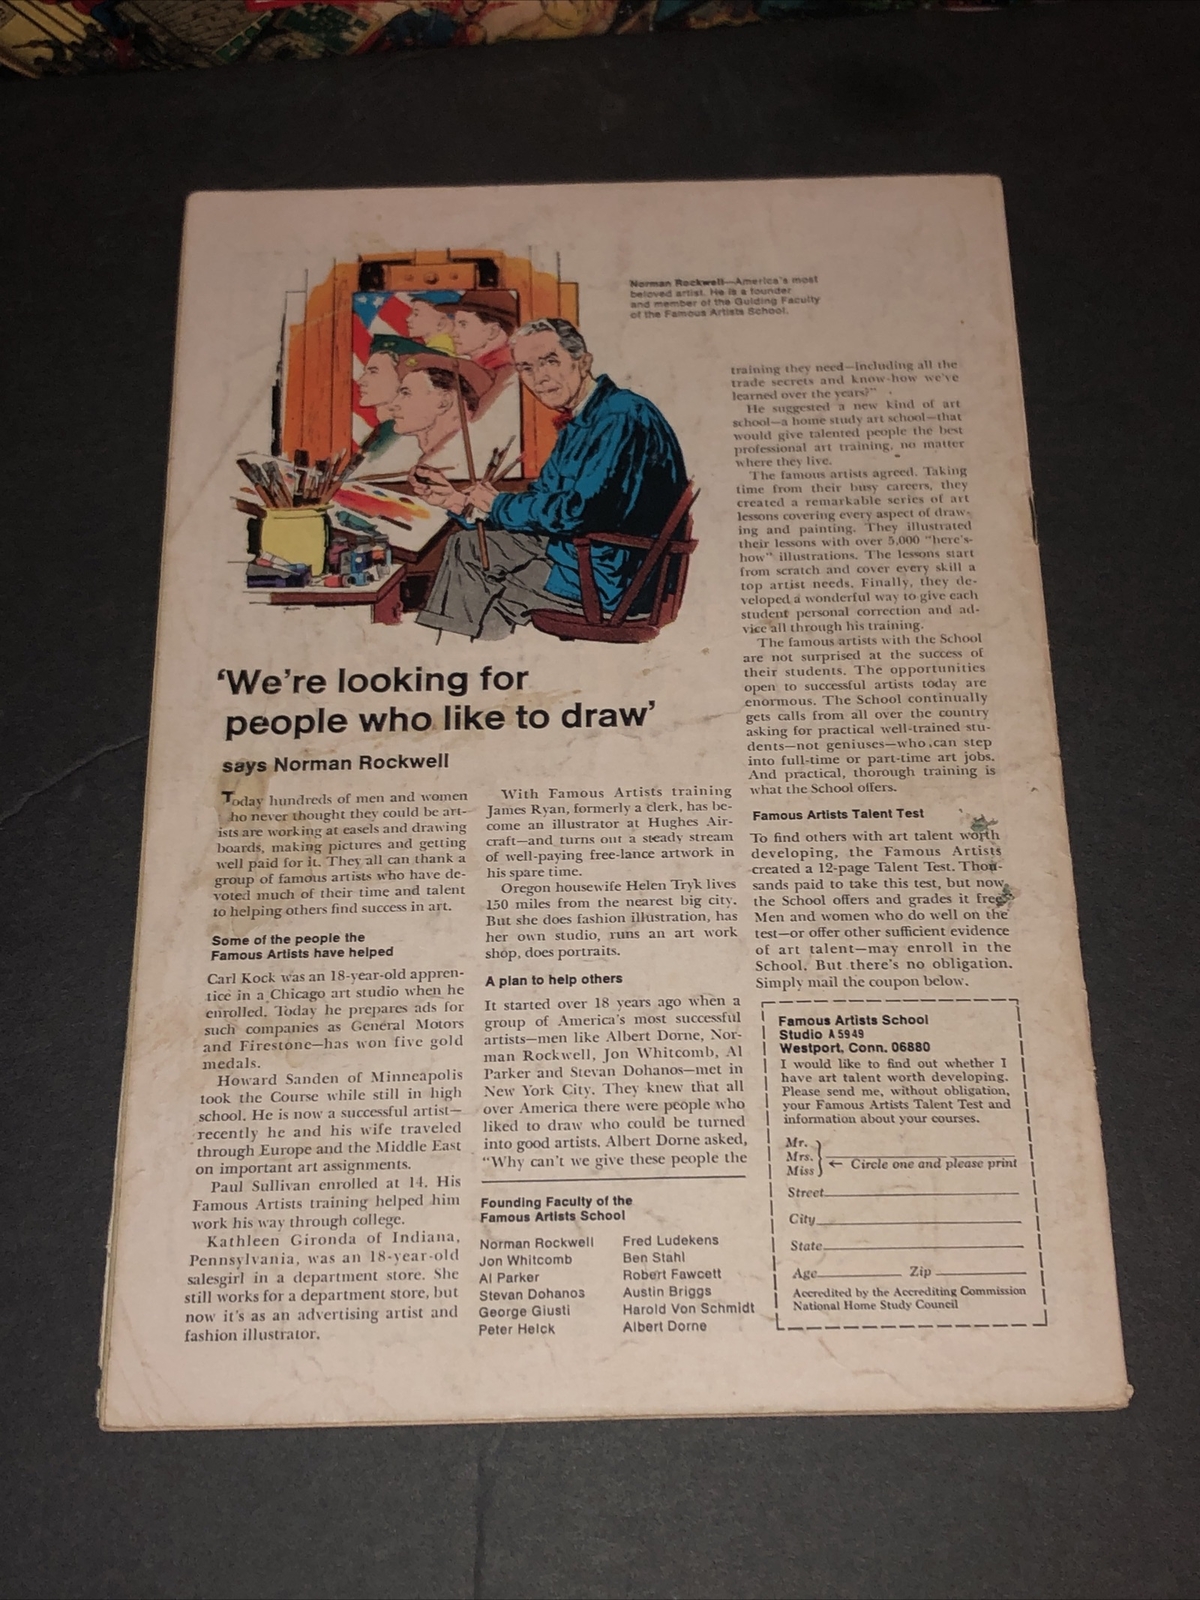 Norman Rockwell—America's most
beloved artist. He is a founder
and member of the Guiding Faculty
of the Famous Artists School.
'We're looking for
people who like to draw'
says Norman Rockwell
Today hundreds of men and women
ho never thought they could be art-
ists are working at easels and drawing
boards, making pictures and getting
well paid for it. They all can thank a
group of famous artists who have de-
voted much of their time and talent
to helping others find success in art.
Some of the people the
Famous Artists have helped
Carl Kock was an 18-year-old appren-
tice in a Chicago art studio when he
enrolled. Today he prepares ads for
such companies as General Motors
and Firestone—has won five gold
medals.
Howard Sanden of Minneapolis
took the Course while still in high
school. He is now a successful artist—
recently he and his wife traveled
through Europe and the Middle East
on important art assignments.
Paul Sullivan enrolled at 14. His
Famous Artists training helped him
work his way through college.
Kathleen Gironda of Indiana,
Pennsylvania, was an 18-year-old
salesgirl in a department store. She
still works for a department store, but
now it's as an advertising artist and
fashion illustrator.
With Famous Artists training
James Ryan, formerly a clerk, has be-
come an illustrator at Hughes Air-
craft—and turns out a steady stream
of well-paying free-lance artwork in
his spare time.
Oregon housewife Helen Tryk lives
150 miles from the nearest big city.
But she does fashion illustration, has
her own studio, runs an art work
shop, does portraits.
A plan to help others
It started over 18 years ago when a
group of America's most successful
artists—men like Albert Dorne, Nor-
man Rockwell, Jon Whitcomb, Al
Parker and Stevan Dohanos—met in
New York City. They knew that all
over America there were people who
liked to draw who could be turned
into good artists. Albert Dorne asked,
"Why can't we give these people the
Founding Faculty of the
Famous Artists School
Norman Rockwell
Jon Whitcomb
Al Parker
Stevan Dohanos
George Giusti
Peter Helck
Fred Ludekens
Ben Stahl
Robert Fawcett
Austin Briggs
Harold Von Schmidt
Albert Dorne
training they need—including all the
trade secrets and know-how we've
learned over the years?"
He suggested a new kind of art
school—a home study art school—that
would give talented people the best
professional art training, no matter
where they live.
The famous artists agreed. Taking
time from their busy careers, they
created a remarkable series of art
lessons covering every aspect of draw-
ing and painting. They illustrated
their lessons with over 5,000 "here's-
how" illustrations. The lessons start
from scratch and cover every skill a
top artist needs. Finally, they de-
veloped a wonderful way to give each
student personal correction and ad-
vice all through his training.
The famous artists with the School
are not surprised at the success of
their students. The opportunities
open to successful artists today are
enormous. The School continually
gets calls from all over the country
asking for practical well-trained stu-
dents—not geniuses—who can step
into full-time or part-time art jobs.
And practical, thorough training is
what the School offers.
Famous Artists Talent Test
To find others with art talent worth
developing, the Famous Artists
created a 12-page Talent Test. Thou-
sands paid to take this test, but now
the School offers and grades it free.
Men and women who do well on the
test—or offer other sufficient evidence
of art talent—may enroll in the
School. But there's no obligation.
Simply mail the coupon below.
Famous Artists School
Studio A5949
Westport, Conn. 06880
I would like to find out whether I
have art talent worth developing.
Please send me, without obligation,
your Famous Artists Talent Test and
information about your courses.
Mr.
Mrs.
Miss
← Circle one and please print
Street
City
State
Age Zip
Accredited by the Accrediting Commission
National Home Study Council